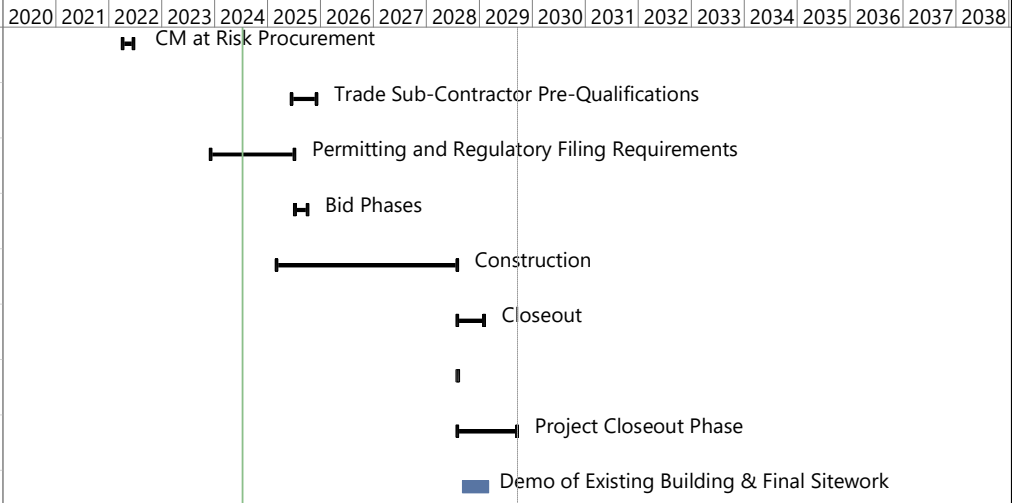 2020 2021 2022 2023 2024 2025 2026 2027 2028 2029 2030 2031 2032 2033 2034 2035 2036 2037 2038
CM at Risk Procurement
Trade Sub-Contractor Pre-Qualifications
Permitting and Regulatory Filing Requirements
Bid Phases
Construction
Closeout
Project Closeout Phase
Demo of Existing Building & Final Sitework